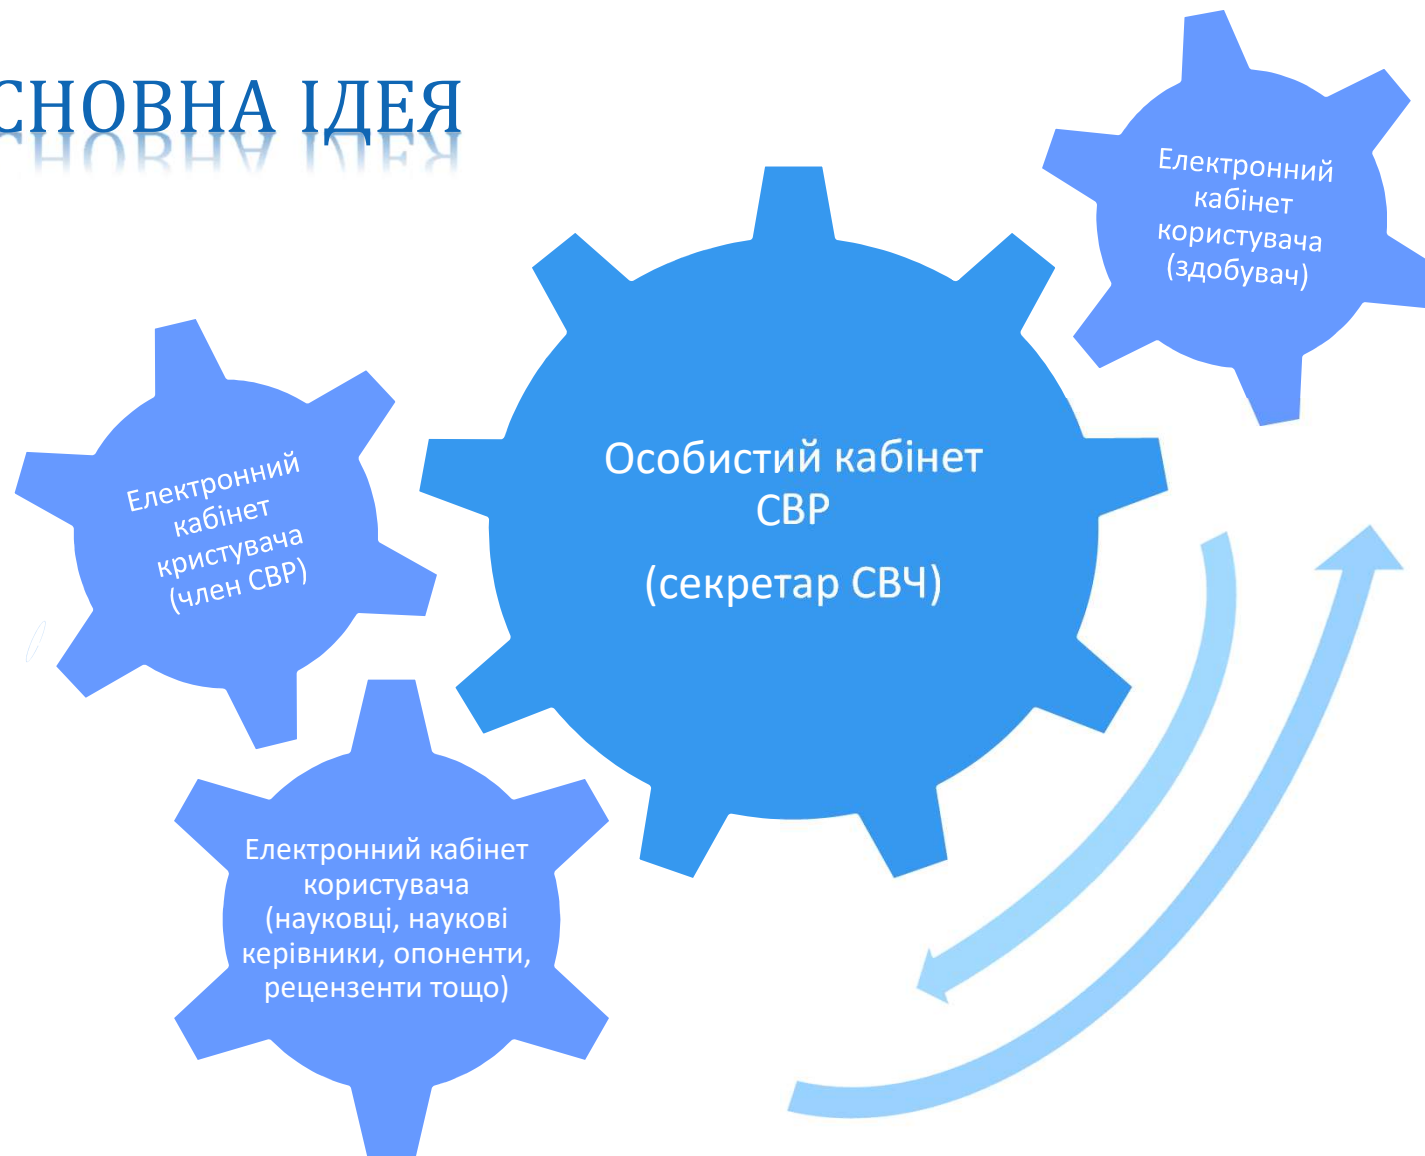 СНОВНА ІДЕЯ
Електронний
кабінет
користувача
(здобувач)
Особистий кабінет
СВР
(секретар СВЧ)
Електронний
кабінет
кристувача
(член СВР)
Електронний кабінет
користувача
(науковці, наукові
керівники, опоненти,
рецензенти тощо)